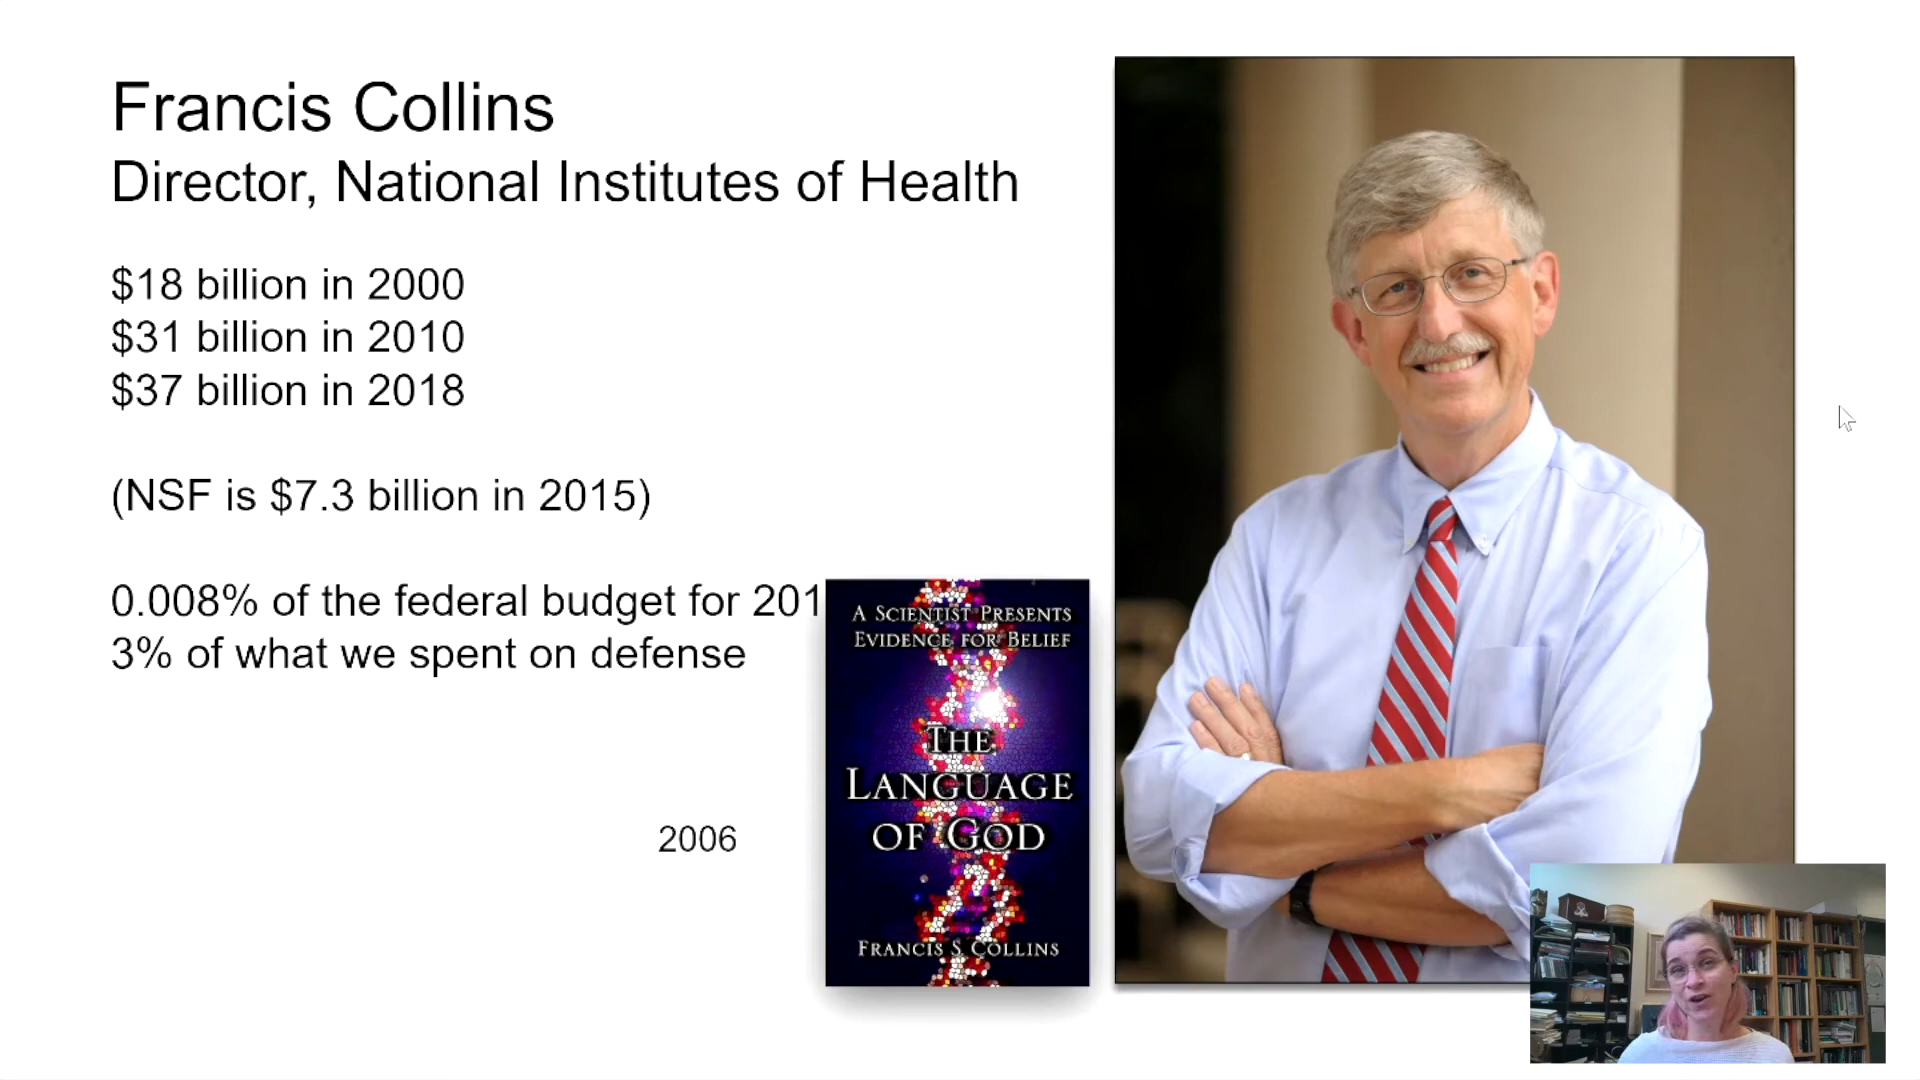 Francis Collins
Director, National Institutes of Health
$18 billion in 2000
$31 billion in 2010
$37 billion in 2018
(NSF is $7.3 billion in 2015)
0.008% of the federal budget for 201
3% of what we spent on defense
2006
A SCIENTIST PRESENTS
EVIDENCE FOR BELIEF
THE
LANGUAGE
OF GOD
FRANCIS S. COLLINS